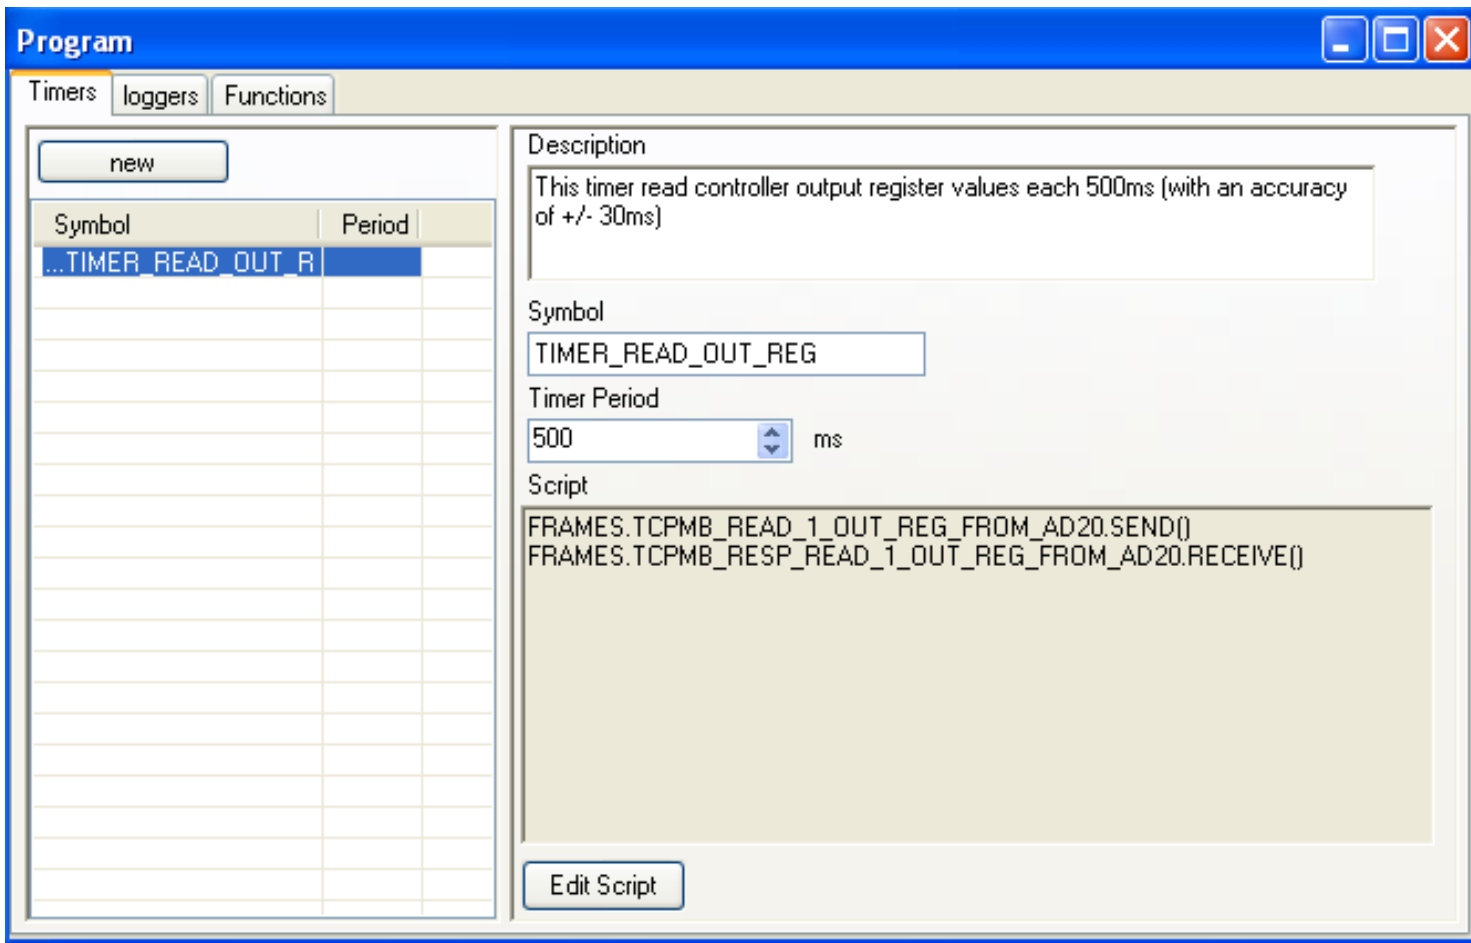 Program
Timers loggers Functions
new
Symbol Period
...TIMER_READ_OUT_R
Description
This timer read controller output register values each 500ms (with an accuracy
of +/- 30ms)
Symbol
TIMER_READ_OUT_REG
Timer Period
500 ms
Script
FRAMES.TCPMB_READ_1_OUT_REG_FROM_AD20.SEND()
FRAMES.TCPMB_RESP_READ_1_OUT_REG_FROM_AD20.RECEIVE()
Edit Script